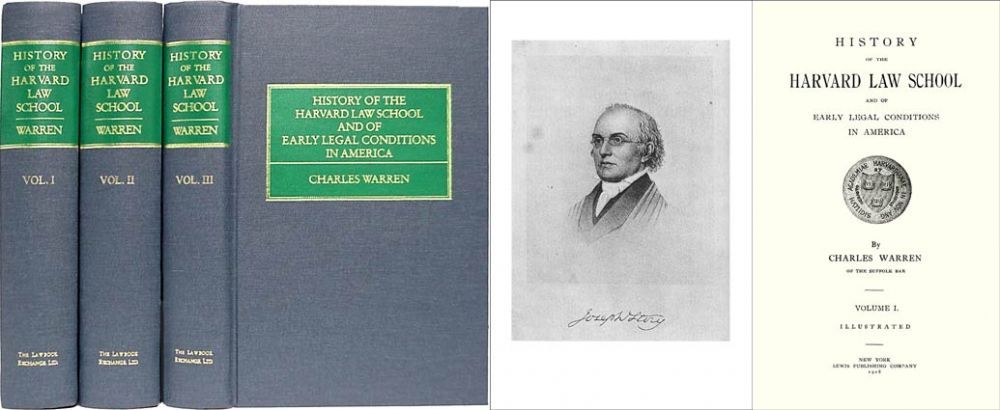 HISTORY
OF THE
HARVARD
LAW
SCHOOL
WARREN
VOL. I
THE LAWBOOK
EXCHANGE LTD
HISTORY
OF THE
HARVARD
LAW
SCHOOL
WARREN
VOL. II
THE LAWBOOK
EXCHANGE LTD
HISTORY
OF THE
HARVARD
LAW
SCHOOL
WARREN
VOL. III
THE LAWBOOK
EXCHANGE LTD
HISTORY OF THE
HARVARD LAW SCHOOL
AND OF
EARLY LEGAL CONDITIONS
IN AMERICA
CHARLES WARREN
Joseph Story
HISTORY
OF THE
HARVARD LAW SCHOOL
AND OF
EARLY LEGAL CONDITIONS
IN AMERICA
By
CHARLES WARREN
OF THE SUFFOLK BAR
VOLUME I.
ILLUSTRATED
NEW YORK
LEWIS PUBLISHING COMPANY
1908